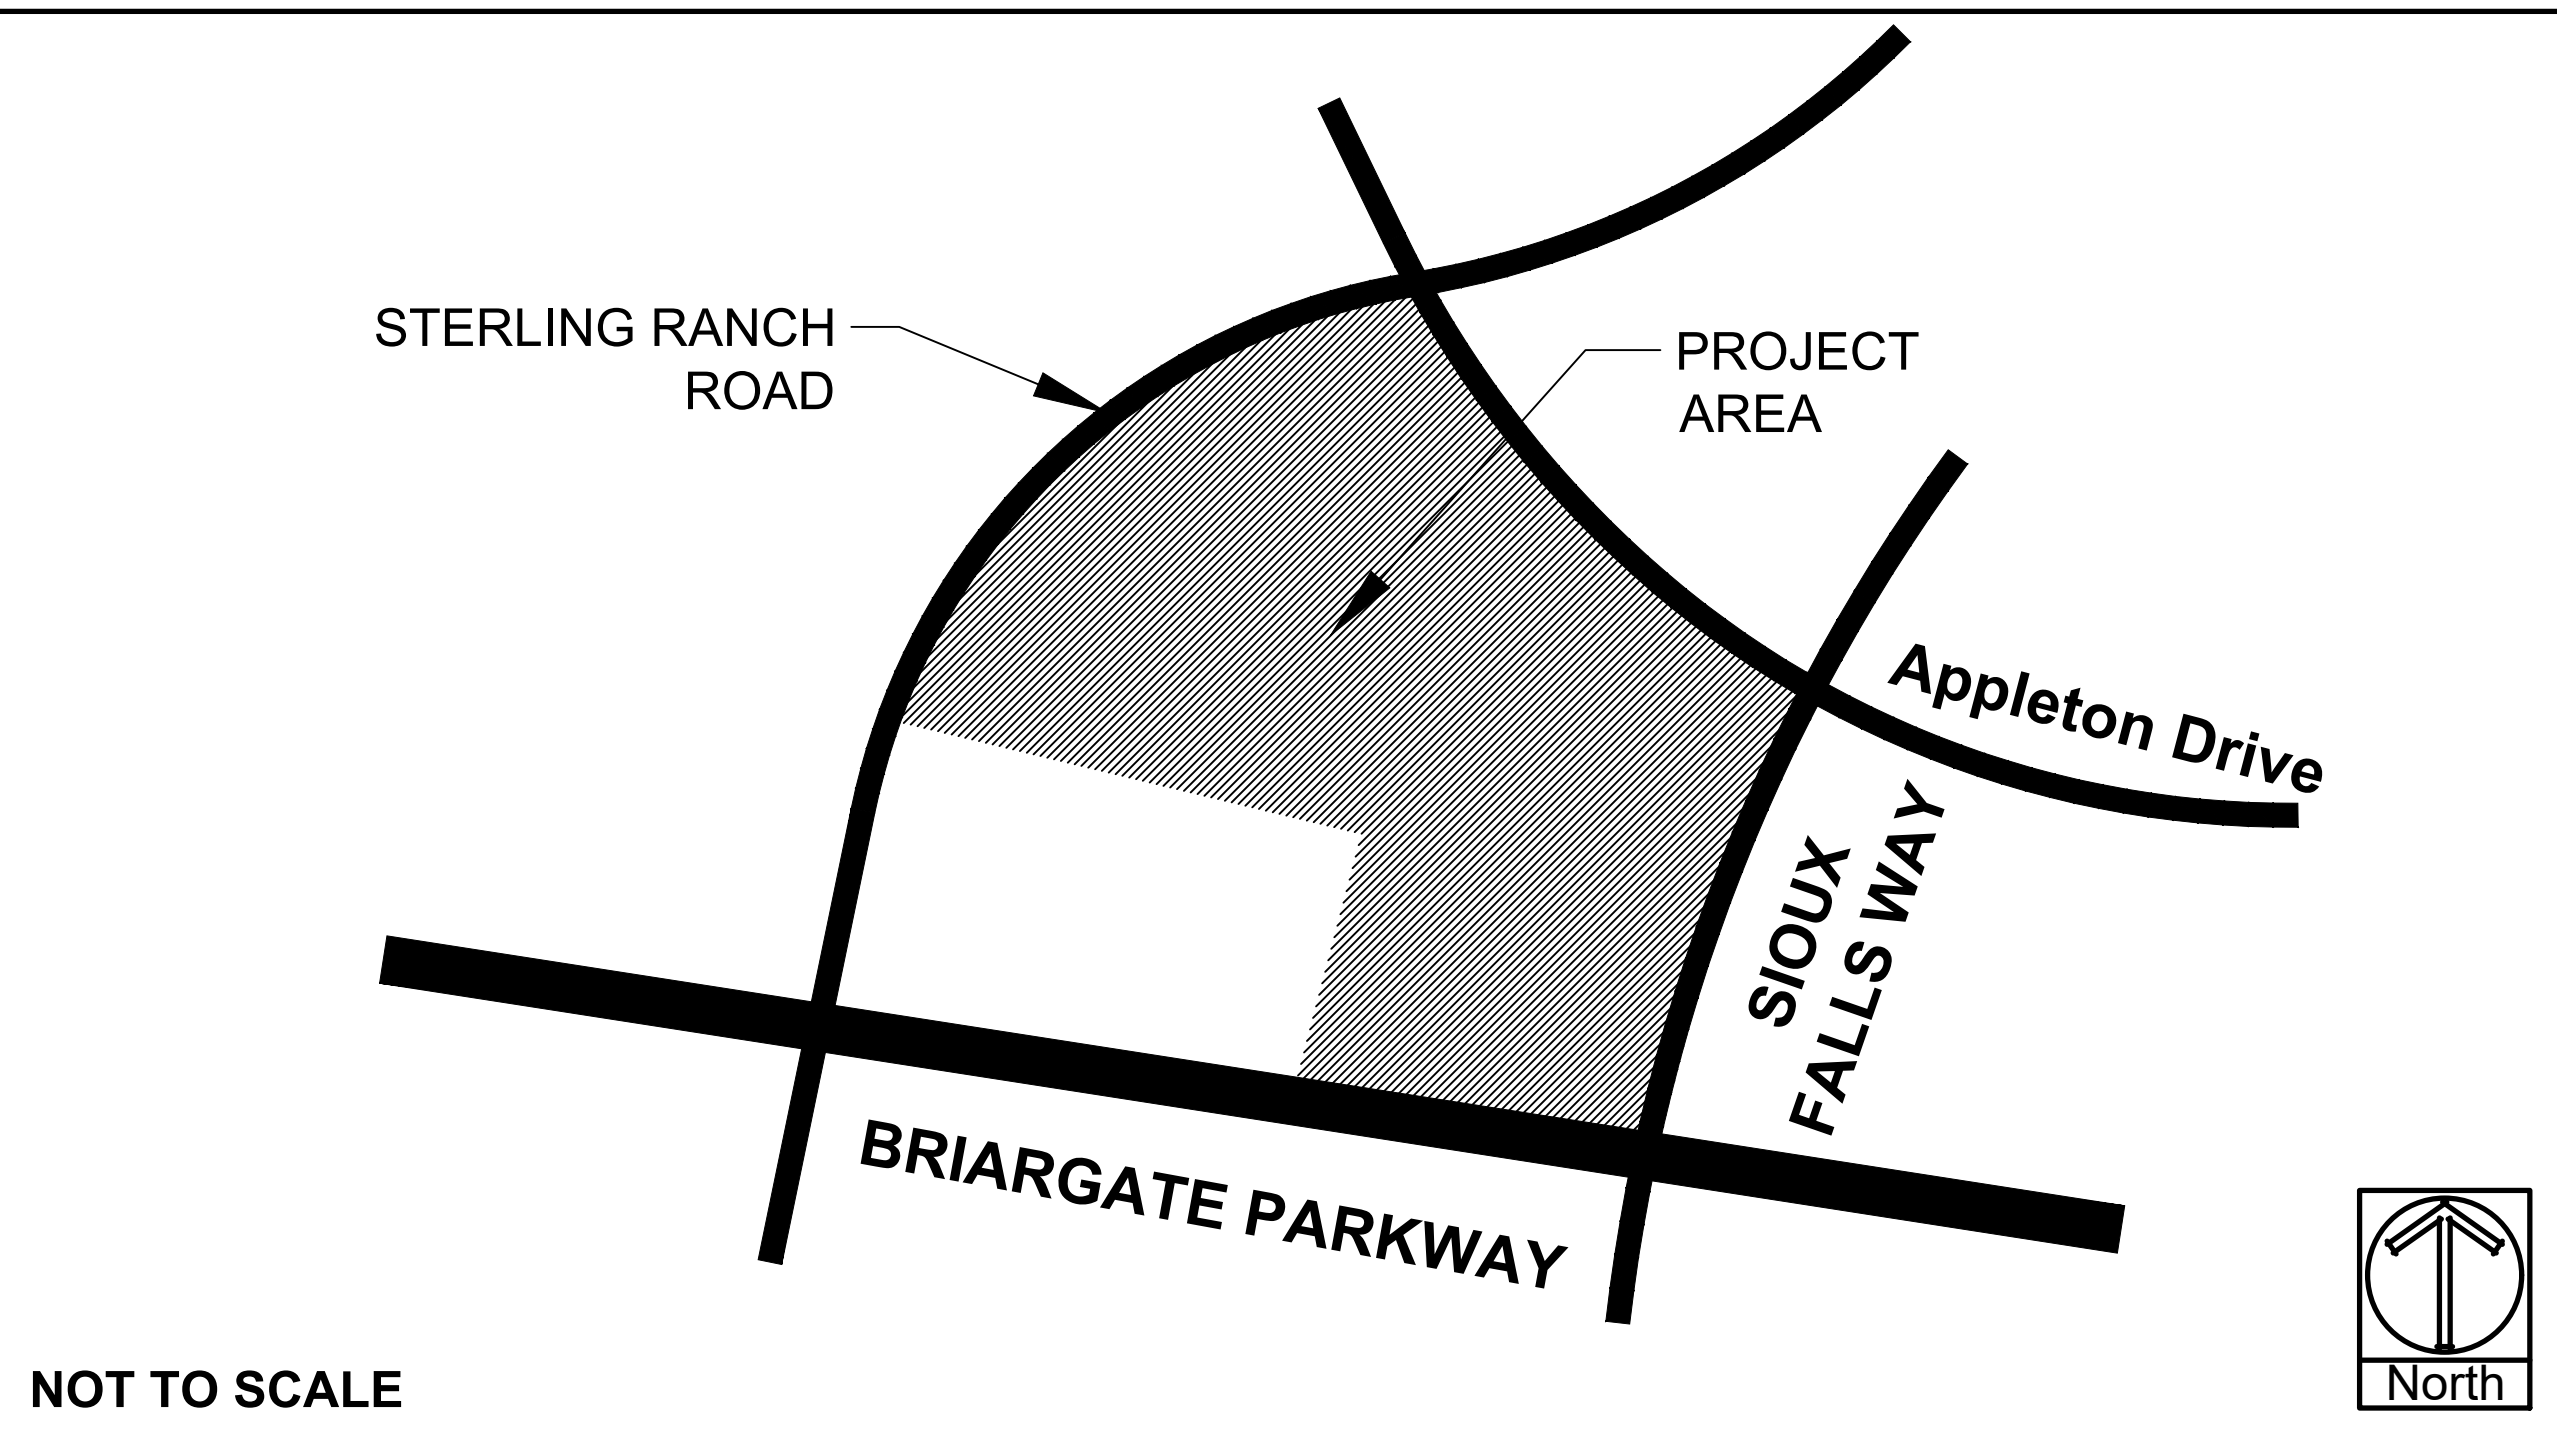 STERLING RANCH
ROAD
PROJECT
AREA
Appleton Drive
SIOUX
FALLS WAY
BRIARGATE PARKWAY
NOT TO SCALE
North